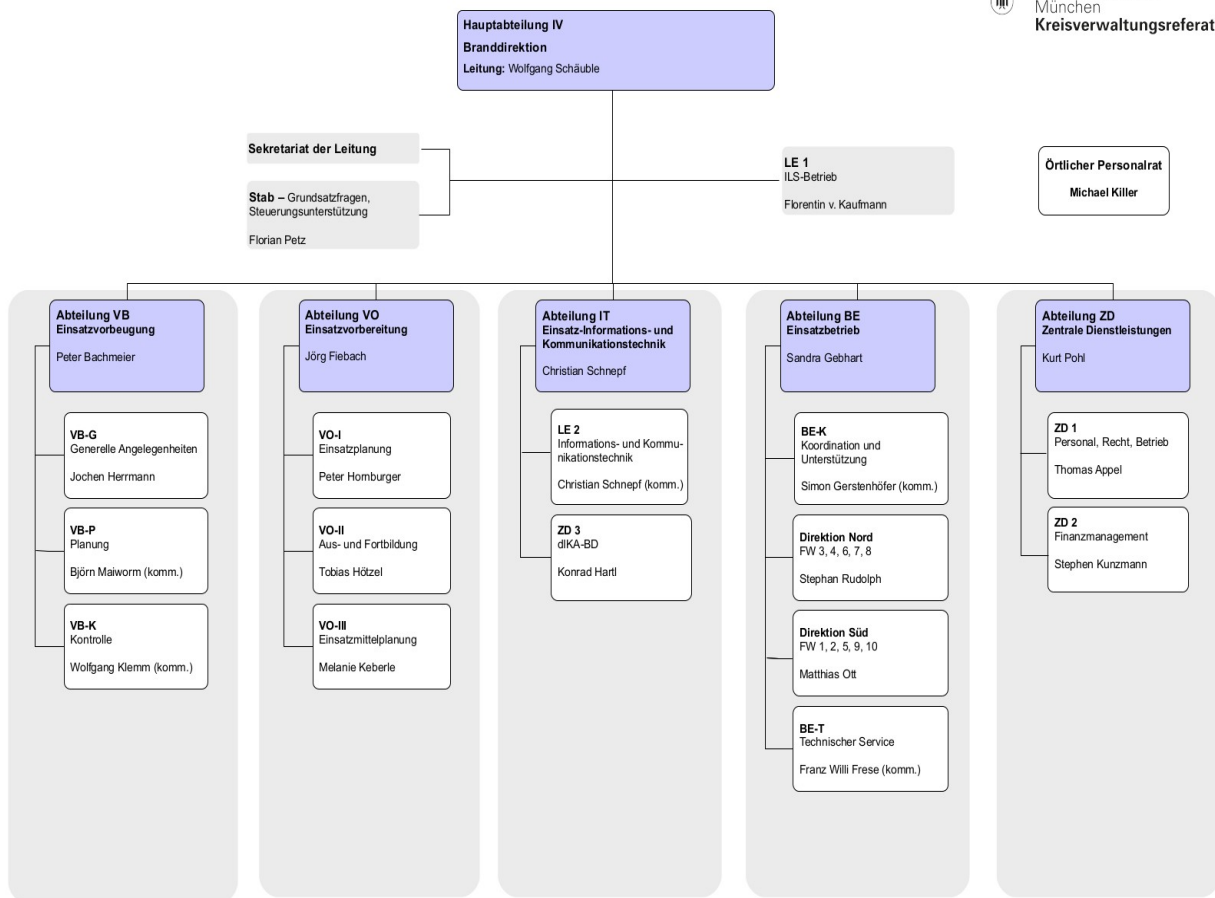 München
Kreisverwaltungsreferat
Hauptabteilung IV
Branddirektion
Leitung: Wolfgang Schäuble
Sekretariat der Leitung
Stab – Grundsatzfragen,
Steuerungsunterstützung
Florian Petz
LE 1
ILS-Betrieb
Florentin v. Kaufmann
Örtlicher Personalrat
Michael Killer
Abteilung VB
Einsatzvorbeugung
Peter Bachmeier
VB-G
Generelle Angelegenheiten
Jochen Herrmann
VB-P
Planung
Björn Maiworm (komm.)
VB-K
Kontrolle
Wolfgang Klemm (komm.)
Abteilung VO
Einsatzvorbereitung
Jörg Fiebach
VO-I
Einsatzplanung
Peter Homburger
VO-II
Aus- und Fortbildung
Tobias Hötzel
VO-III
Einsatzmittelplanung
Melanie Keberle
Abteilung IT
Einsatz-Informations- und
Kommunikationstechnik
Christian Schnepf
LE 2
Informations- und Kommu-
nikationstechnik
Christian Schnepf (komm.)
ZD 3
dIKA-BD
Konrad Hartl
Abteilung BE
Einsatzbetrieb
Sandra Gebhart
BE-K
Koordination und
Unterstützung
Simon Gerstenhöfer (komm.)
Direktion Nord
FW 3, 4, 6, 7, 8
Stephan Rudolph
Direktion Süd
FW 1, 2, 5, 9, 10
Matthias Ott
BE-T
Technischer Service
Franz Willi Frese (komm.)
Abteilung ZD
Zentrale Dienstleistungen
Kurt Pohl
ZD 1
Personal, Recht, Betrieb
Thomas Appel
ZD 2
Finanzmanagement
Stephen Kunzmann